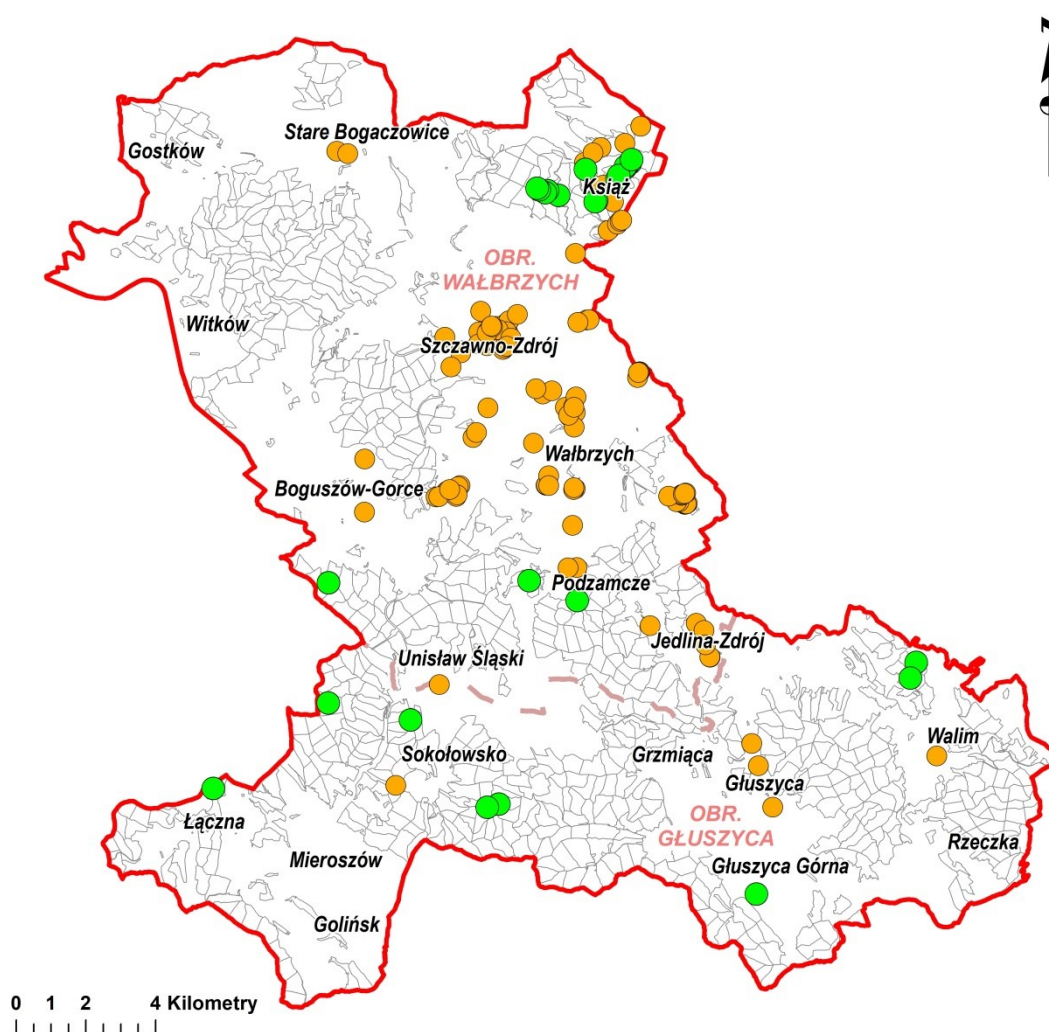 Stare Bogaczowice
Gostków
Książ
OBR.
WAŁBRZYCH
Witków
Szczawno-Zdrój
Wałbrzych
Boguszów-Gorce
Podzamcze
Jedlina-Zdrój
Unisław Śląski
Sokołowsko
Grzmiąca
Walim
Głuszyca
Łączna
OBR.
GŁUSZYCA
Rzeczka
Mieroszów
Głuszyca Górna
Golińsk
0 1 2 4 Kilometry